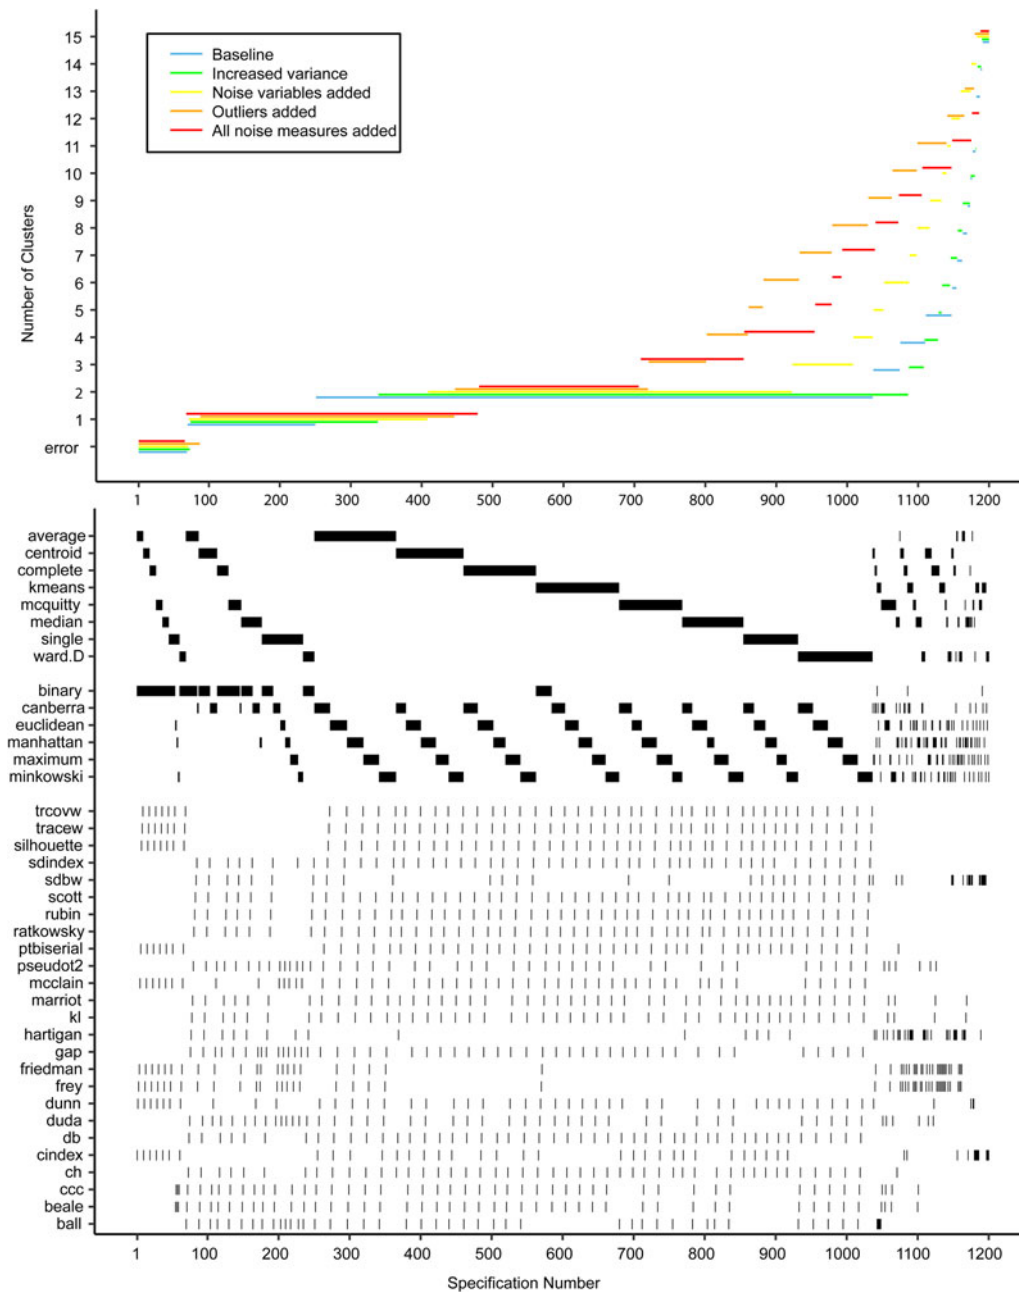 15
14
13
12
11
10
9
8
7
6
5
4
3
2
1
error
Number of Clusters
Baseline
Increased variance
Noise variables added
Outliers added
All noise measures added
1 100 200 300 400 500 600 700 800 900 1000 1100 1200
average
centroid
complete
kmeans
mcquitty
median
single
ward.D
binary
canberra
euclidean
manhattan
maximum
minkowski
trcovw
tracew
silhouette
sdindex
sdbw
scott
rubin
ratkowsky
ptbiserial
pseudot2
mcclain
marriot
kl
hartigan
gap
friedman
frey
dunn
duda
db
cindex
ch
ccc
beale
ball
1 100 200 300 400 500 600 700 800 900 1000 1100 1200
Specification Number